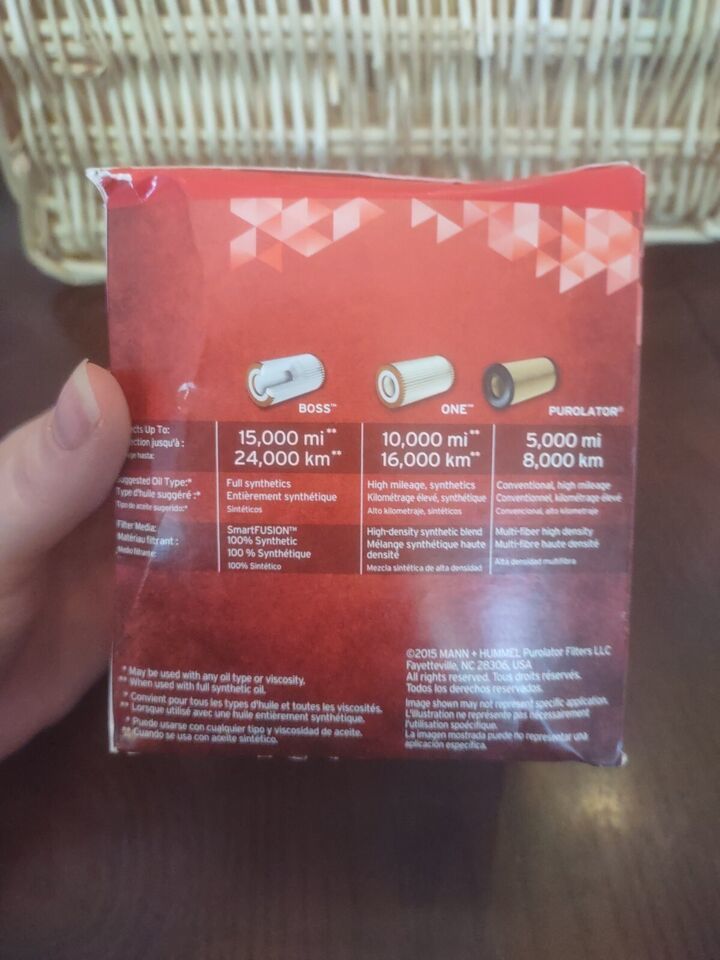 BOSS™
ONE™
PUROLATOR®
cts Up To:
ction jusqu'à :
hasta:
15,000 mi**
24,000 km**
10,000 mi**
16,000 km**
5,000 mi
8,000 km
uggested Oil Type:*
Type d'huile suggéré :*
Tipo de aceite sugerido:*
Full synthetics
Entièrement synthétique
Sintéticos
High mileage, synthetics
Kilométrage élevé, synthétique
Alto kilometraje, sintéticos
Conventional, high mileage
Conventionnel, kilométrage élevé
Convencional, alto kilometraje
Filter Media:
Matériau filtrant :
Medio filtrante:
SmartFUSION™
100% Synthetic
100 % Synthétique
100% Sintético
High-density synthetic blend
Mélange synthétique haute
densité
Mezcla sintética de alta densidad
Multi-fiber high density
Multi-fibre haute densité
Alta densidad multifibra
* May be used with any oil type or viscosity.
** When used with full synthetic oil.
* Convient pour tous les types d'huile et toutes les viscosités.
** Lorsque utilisé avec une huile entièrement synthétique.
* Puede usarse con cualquier tipo y viscosidad de aceite.
** Cuando se usa con aceite sintético.
©2015 MANN + HUMMEL Purolator Filters LLC
Fayetteville, NC 28306, USA
All rights reserved. Tous droits réservés.
Todos los derechos reservados.
Image shown may not represent specific application.
L'illustration ne représente pas nécessairement
l'utilisation spécifique.
La imagen mostrada puede no representar una
aplicación específica.